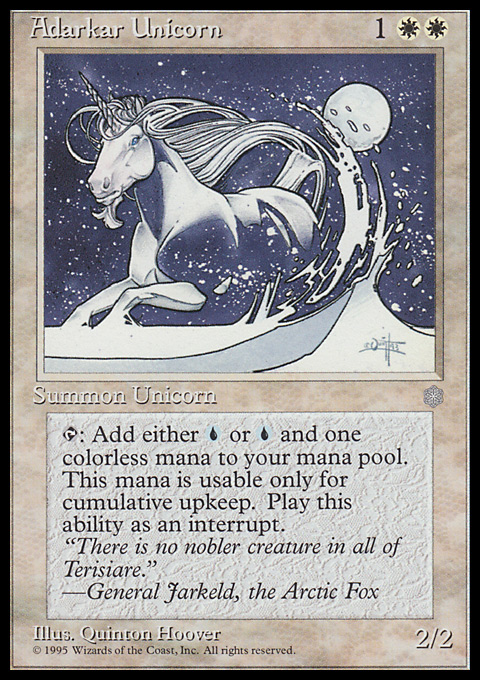 Adarkar Unicorn 1
Summon Unicorn
: Add either or and one
colorless mana to your mana pool.
This mana is usable only for
cumulative upkeep. Play this
ability as an interrupt.
“There is no nobler creature in all of
Terisiare.”
—General Jarkeld, the Arctic Fox
Illus. Quinton Hoover
2/2
© 1995 Wizards of the Coast, Inc. All rights reserved.